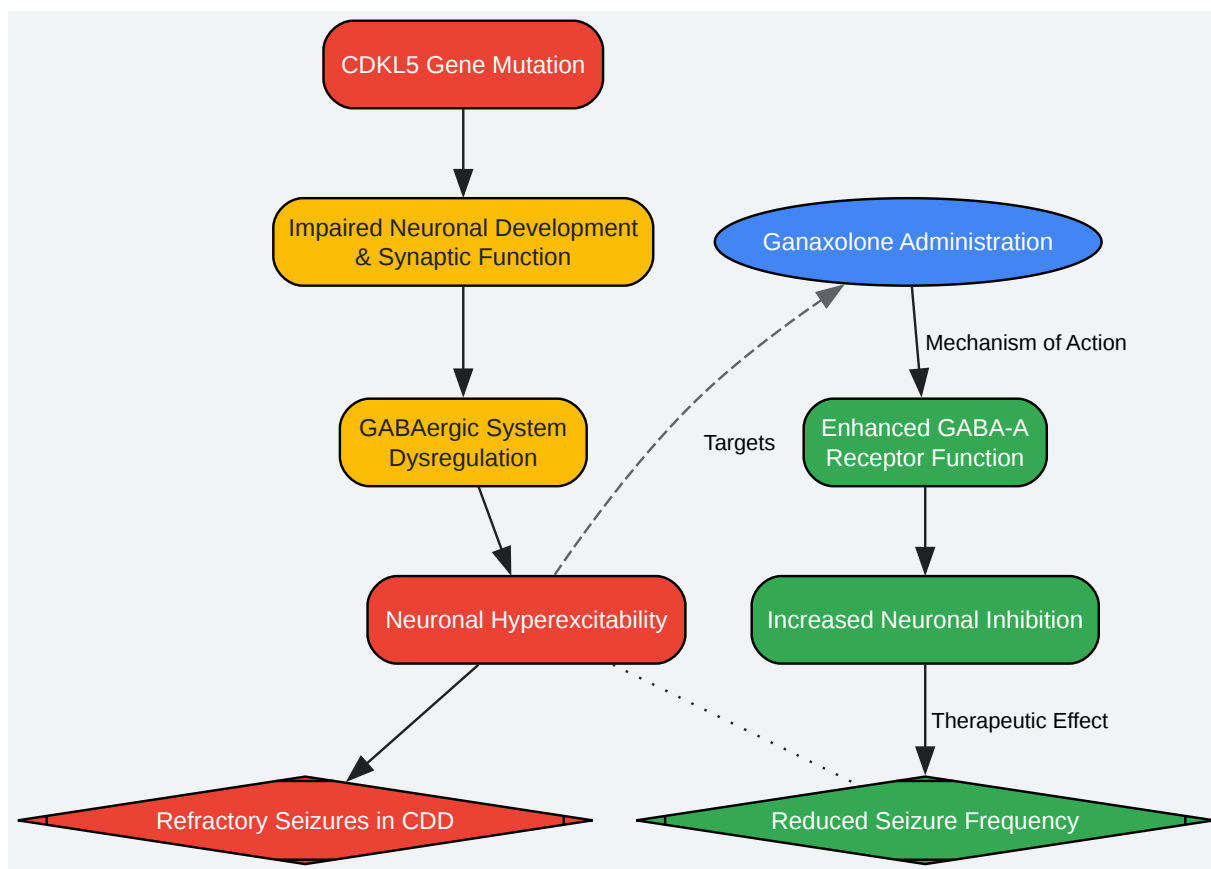 CDKL5 Gene Mutation
Impaired Neuronal Development
& Synaptic Function
Ganaxolone Administration
Mechanism of Action
GABAergic System
Dysregulation
Targets
Enhanced GABA-A
Receptor Function
Neuronal Hyperexcitability
Increased Neuronal Inhibition
Therapeutic Effect
Refractory Seizures in CDD
Reduced Seizure Frequency